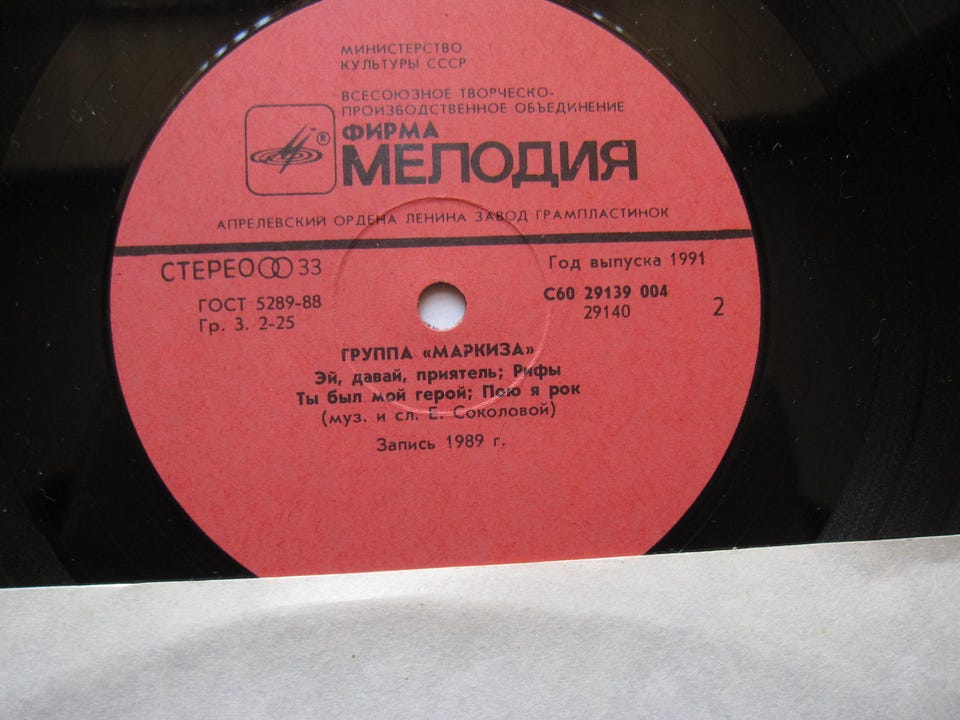 МИНИСТЕРСТВО
КУЛЬТУРЫ СССР
ВСЕСОЮЗНОЕ ТВОРЧЕСКО-
ПРОИЗВОДСТВЕННОЕ ОБЪЕДИНЕНИЕ
®
ФИРМА
МЕЛОДИЯ
АПРЕЛЕВСКИЙ ОРДЕНА ЛЕНИНА ЗАВОД ГРАМПЛАСТИНОК
СТЕРЕО 33
Год выпуска 1991
ГОСТ 5289-88
С60 29139 004
Гр. 3. 2-25
29140
2
ГРУППА «МАРКИЗА»
Эй, давай, приятель; Рифы
Ты был мой герой; Пою я рок
(муз. и сл. Е. Соколовой)
Запись 1989 г.